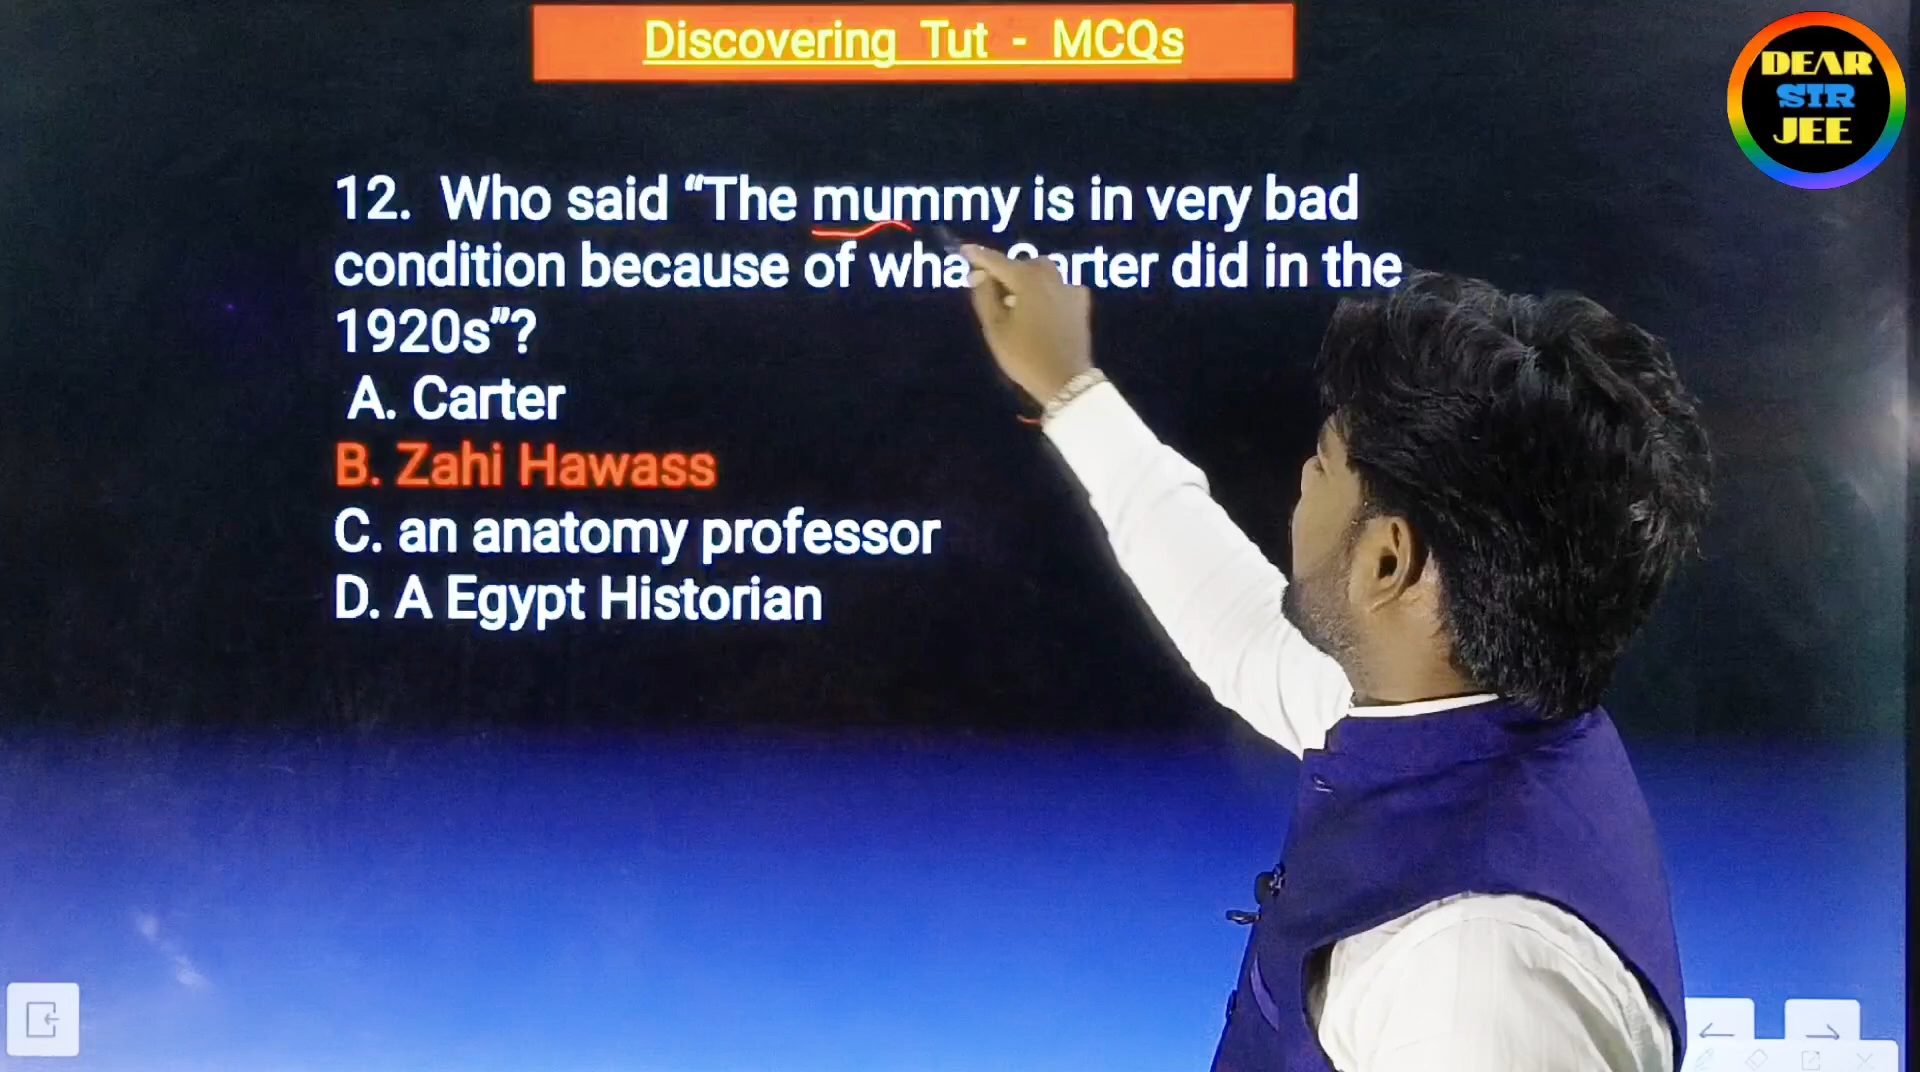 Discovering Tut - MCQs
DEAR
SIR
JEE
12. Who said “The mummy is in very bad
condition because of what Carter did in the
1920s”?
A. Carter
B. Zahi Hawass
C. an anatomy professor
D. A Egypt Historian